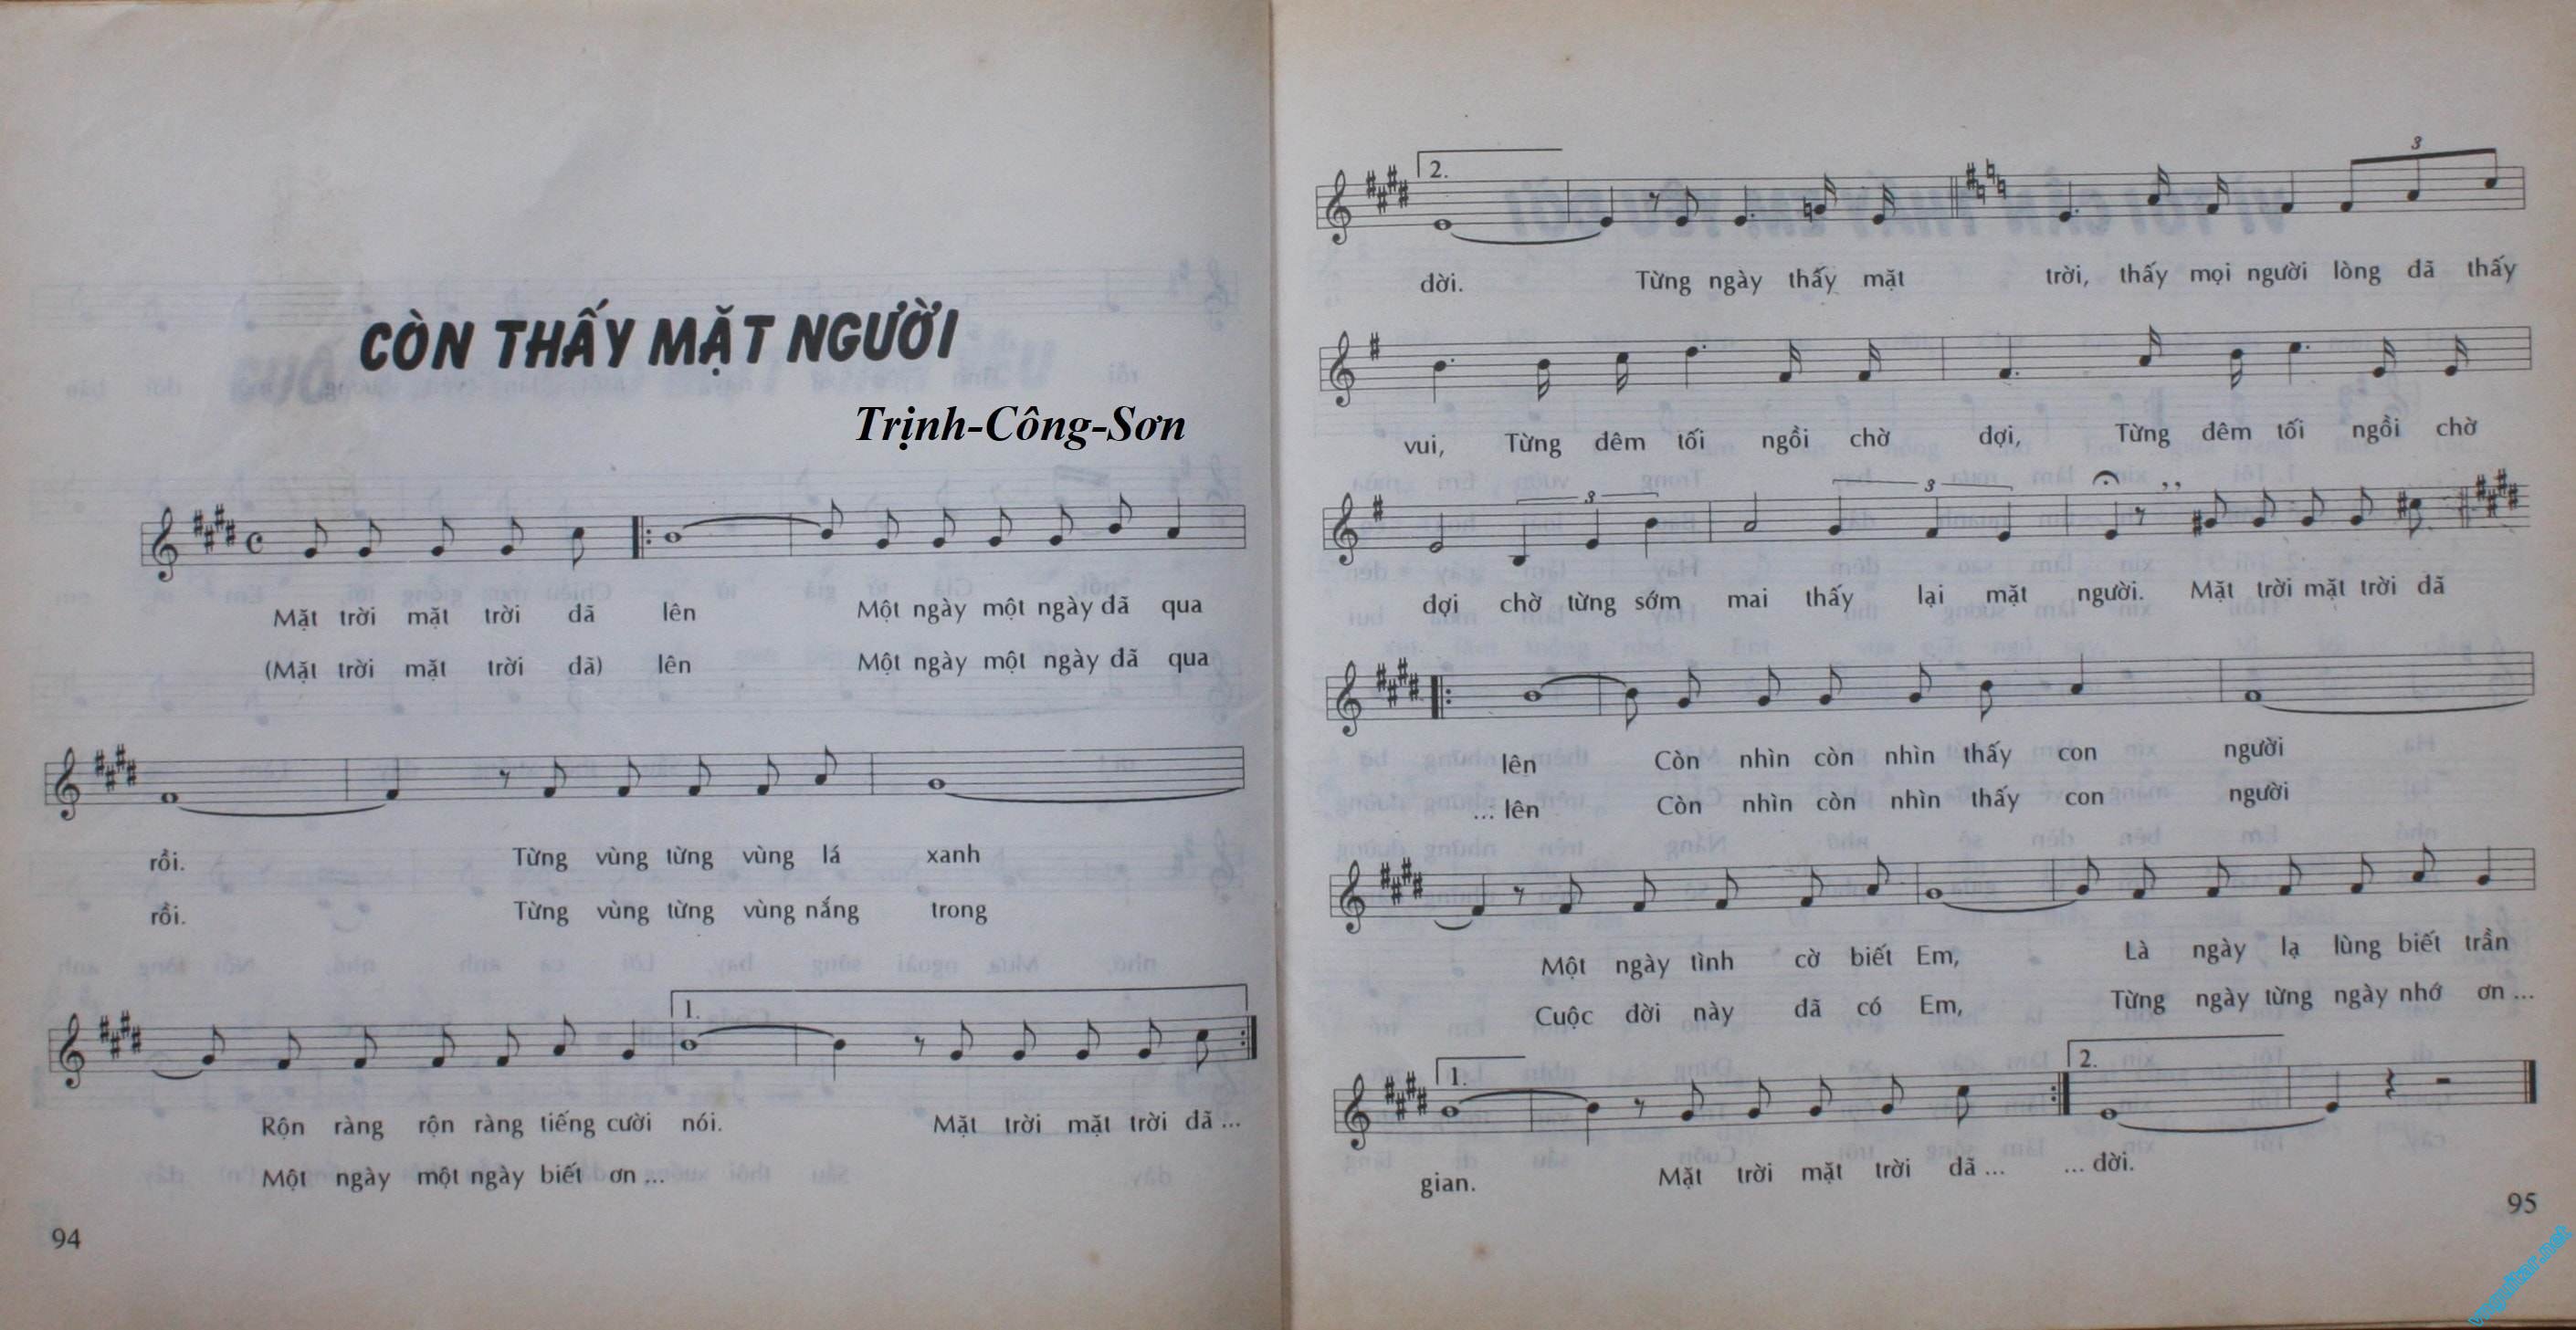 CÒN THẤY MẶT NGƯỜI
Trịnh-Công-Sơn
Mặt trời mặt trời đã lên Một ngày một ngày đã qua
(Mặt trời mặt trời đã) lên Một ngày một ngày đã qua
rồi. Từng vùng từng vùng lá xanh
rồi. Từng vùng từng vùng nắng trong
1.
Rộn ràng rộn ràng tiếng cười nói. Mặt trời mặt trời đã ...
Một ngày một ngày biết ơn ...
94
2.
3
đời. Từng ngày thấy mặt trời, thấy mọi người lòng đã thấy
vui, Từng đêm tối ngồi chờ đợi, Từng đêm tối ngồi chờ
3 3
đợi chờ từng sớm mai thấy lại mặt người. Mặt trời mặt trời đã
lên Còn nhìn còn nhìn thấy con người
... lên Còn nhìn còn nhìn thấy con người
Một ngày tình cờ biết Em, Là ngày lạ lùng biết trần
Cuộc đời này đã có Em, Từng ngày từng ngày nhớ ơn ...
1. 2.
gian. Mặt trời mặt trời đã ... ... đời.
95
vnguitar.net